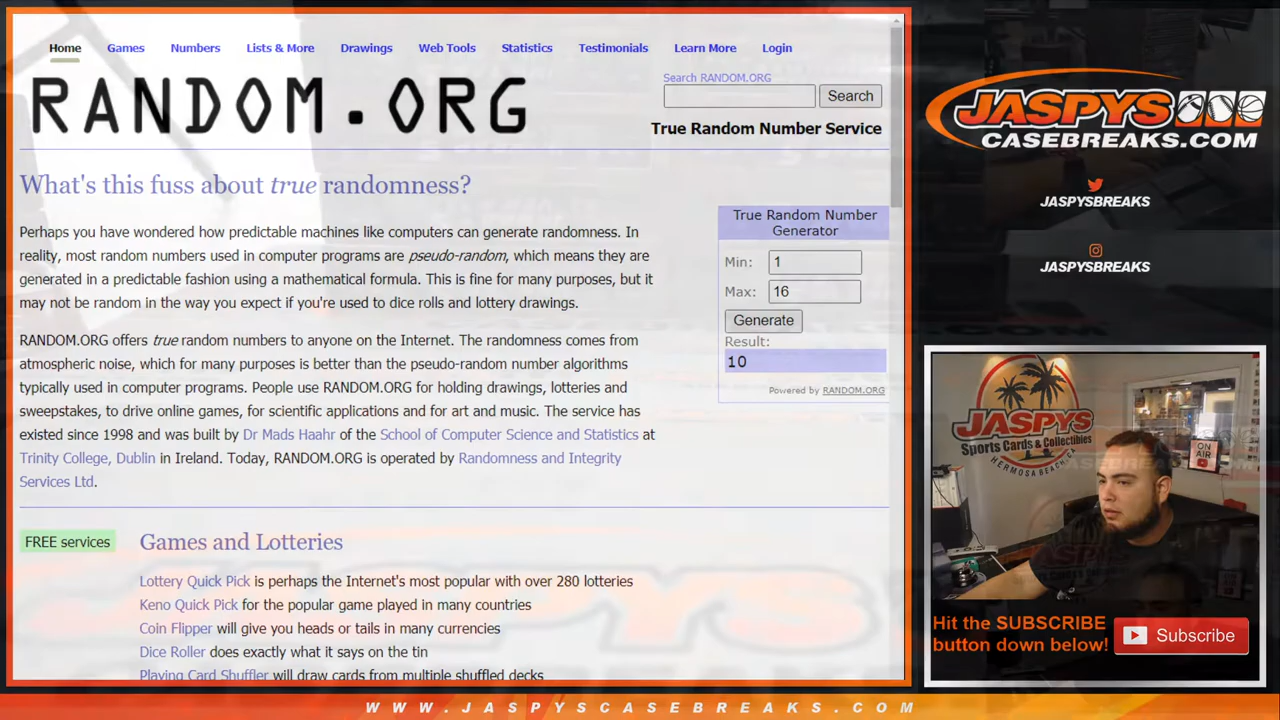 Home Games Numbers Lists & More Drawings Web Tools Statistics Testimonials Learn More Login
RANDOM.ORG
Search RANDOM.ORG
Search
True Random Number Service
What's this fuss about true randomness?
Perhaps you have wondered how predictable machines like computers can generate randomness. In
reality, most random numbers used in computer programs are pseudo-random, which means they are
generated in a predictable fashion using a mathematical formula. This is fine for many purposes, but it
may not be random in the way you expect if you're used to dice rolls and lottery drawings.
RANDOM.ORG offers true random numbers to anyone on the Internet. The randomness comes from
atmospheric noise, which for many purposes is better than the pseudo-random number algorithms
typically used in computer programs. People use RANDOM.ORG for holding drawings, lotteries and
sweepstakes, to drive online games, for scientific applications and for art and music. The service has
existed since 1998 and was built by Dr Mads Haahr of the School of Computer Science and Statistics at
Trinity College, Dublin in Ireland. Today, RANDOM.ORG is operated by Randomness and Integrity
Services Ltd.
True Random Number
Generator
Min: 1
Max: 16
Generate
Result:
10
Powered by RANDOM.ORG
FREE services
Games and Lotteries
Lottery Quick Pick is perhaps the Internet's most popular with over 280 lotteries
Keno Quick Pick for the popular game played in many countries
Coin Flipper will give you heads or tails in many currencies
Dice Roller does exactly what it says on the tin
Playing Card Shuffler will draw cards from multiple shuffled decks
JASPYS
CASEBREAKS.COM
JASPYSBREAKS
JASPYSBREAKS
JASPYS
Sports Cards & Collectibles
HERMOSA BEACH, CA
ON
AIR
Hit the SUBSCRIBE
button down below!
Subscribe
WWW.JASPYSCASEBREAKS.COM